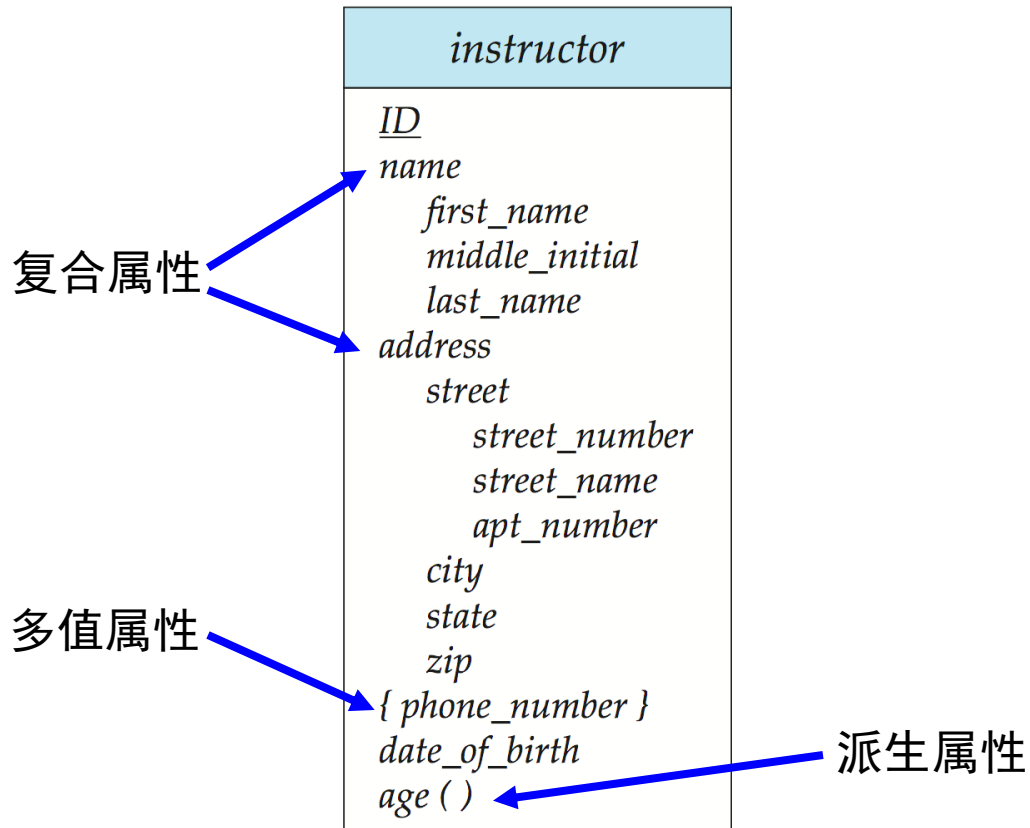 instructor
ID
name
first_name
middle_initial
复合属性
last_name
address
street
street_number
street_name
apt_number
city
多值属性
state
zip
{ phone_number }
date_of_birth
派生属性
age ( )